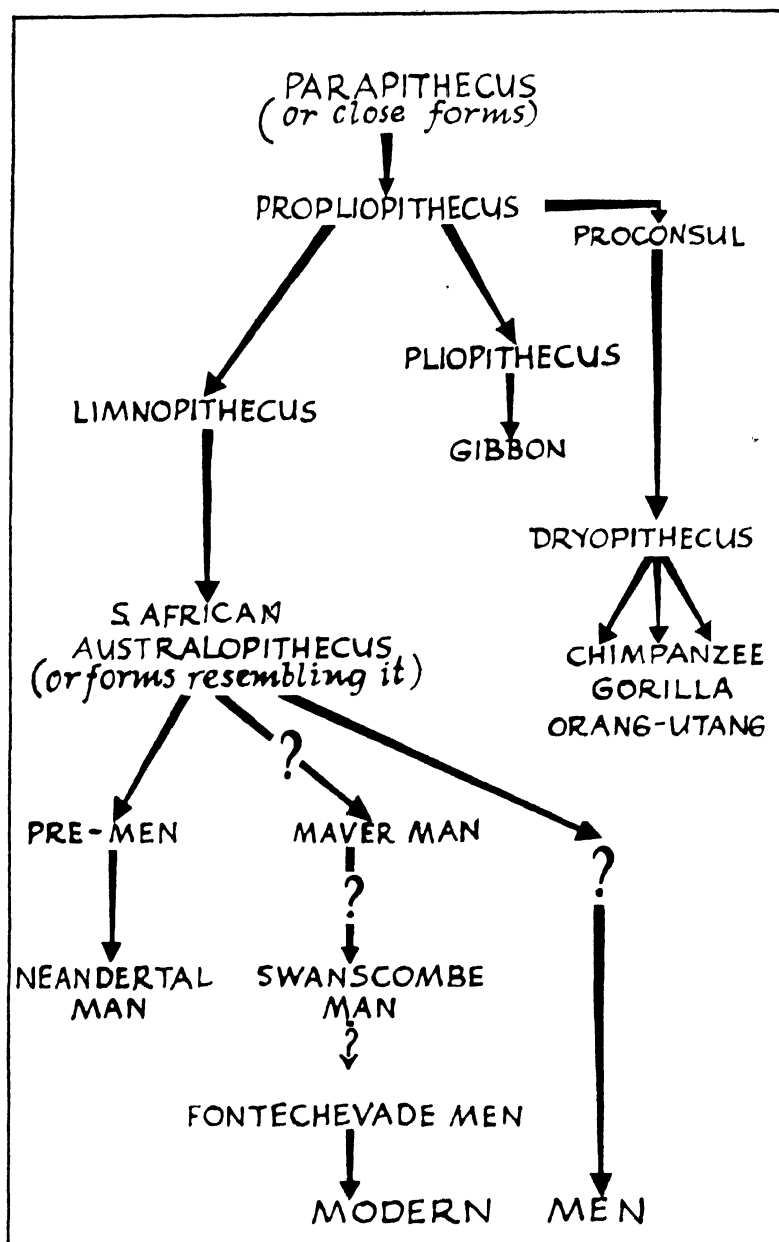 PARAPITHECUS
(or close forms)
PROPLIOPITHECUS
PROCONSUL
PLIOPITHECUS
LIMNOPITHECUS
GIBBON
DRYOPITHECUS
S. AFRICAN
AUSTRALOPITHECUS
(or forms resembling it)
CHIMPANZEE
GORILLA
ORANG-UTANG
?
PRE-MEN
MAVER MAN
?
?
NEANDERTAL
MAN
SWANSCOMBE
MAN
?
FONTECHEVADE MEN
MODERN MEN